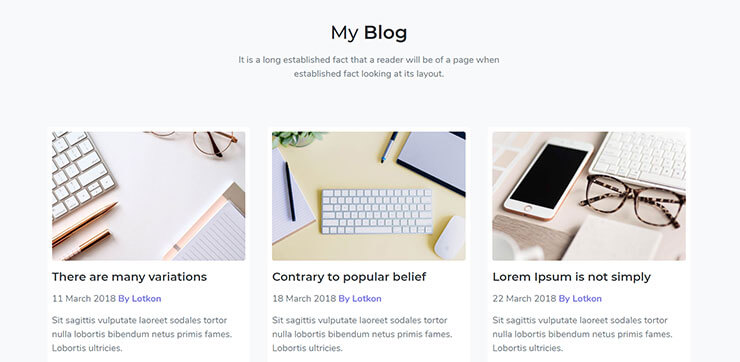 My Blog
It is a long established fact that a reader will be of a page when
established fact looking at its layout.
There are many variations
11 March 2018 By Lotkon
Sit sagittis vulputate laoreet sodales tortor
nulla lobortis bibendum netus primis fames.
Lobortis ultricies.
Contrary to popular belief
18 March 2018 By Lotkon
Sit sagittis vulputate laoreet sodales tortor
nulla lobortis bibendum netus primis fames.
Lobortis ultricies.
Lorem Ipsum is not simply
22 March 2018 By Lotkon
Sit sagittis vulputate laoreet sodales tortor
nulla lobortis bibendum netus primis fames.
Lobortis ultricies.